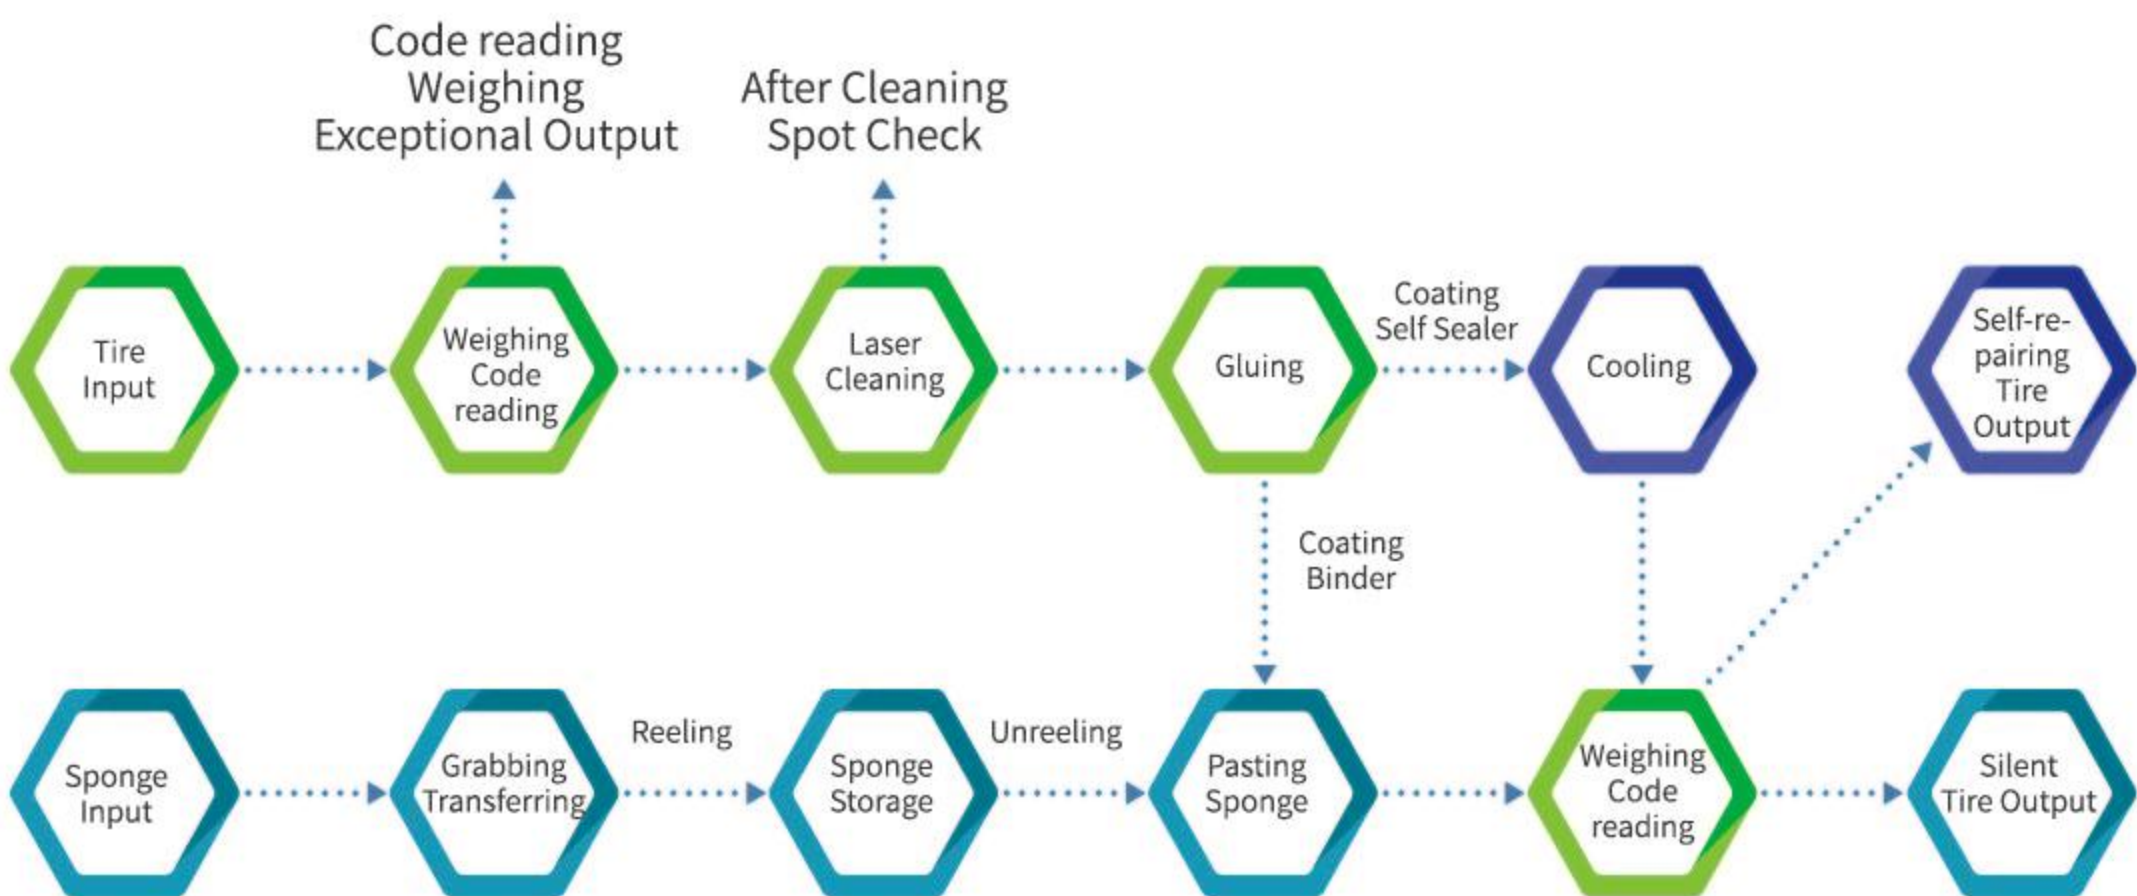 Code reading
Weighing
Exceptional Output
After Cleaning
Spot Check
Tire
Input
Weighing
Code
reading
Laser
Cleaning
Gluing
Coating
Self Sealer
Cooling
Self-re-
pairing
Tire
Output
Coating
Binder
Sponge
Input
Grabbing
Transferring
Reeling
Sponge
Storage
Unreeling
Pasting
Sponge
Weighing
Code
reading
Silent
Tire Output